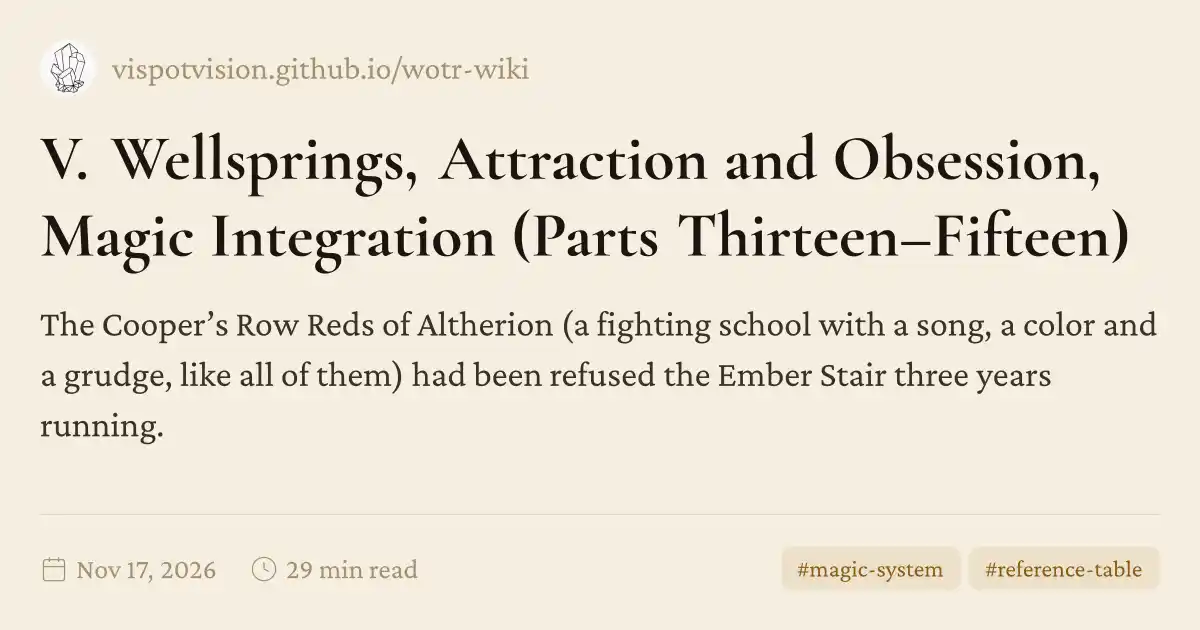 vispotvision.github.io/wotr-wiki
V. Wellsprings, Attraction and Obsession,
Magic Integration (Parts Thirteen–Fifteen)
The Cooper’s Row Reds of Altherion (a fighting school with a song, a color and
a grudge, like all of them) had been refused the Ember Stair three years
running.
Nov 17, 2026 29 min read #magic-system #reference-table